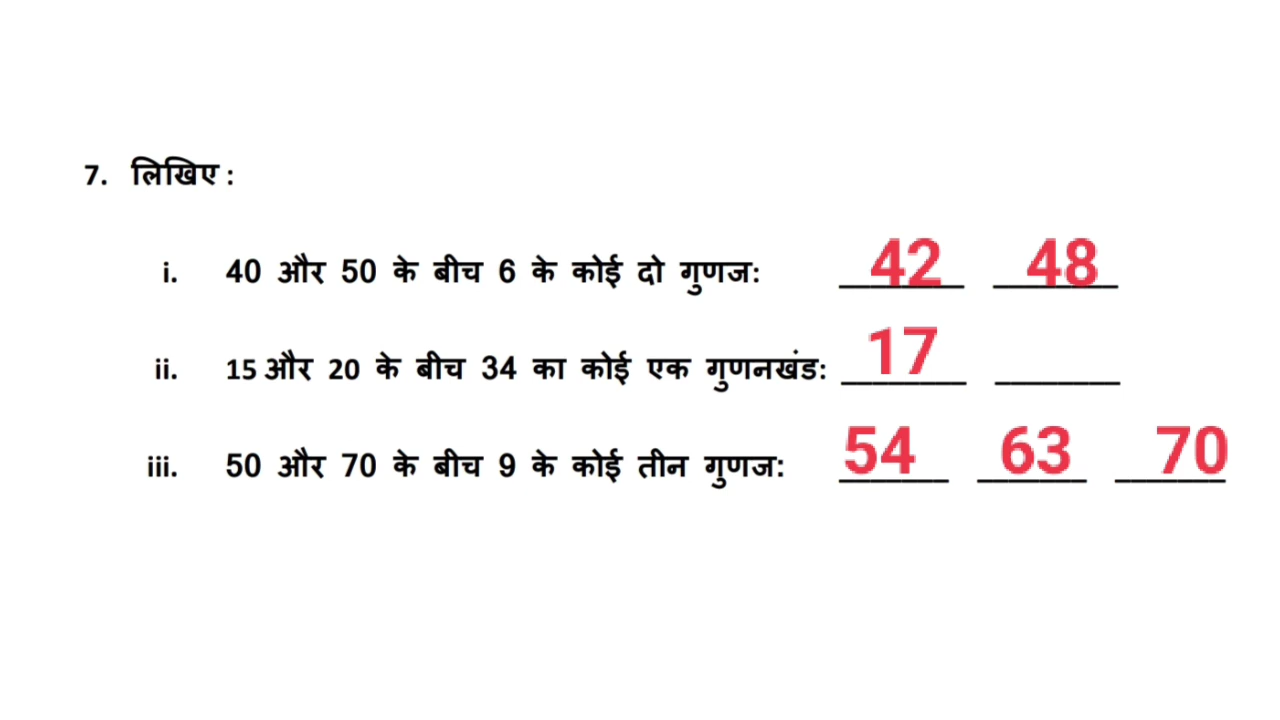 7. लिखिए :
i. 40 और 50 के बीच 6 के कोई दो गुणज: 42 48
ii. 15 और 20 के बीच 34 का कोई एक गुणनखंड: 17
iii. 50 और 70 के बीच 9 के कोई तीन गुणज: 54 63 70